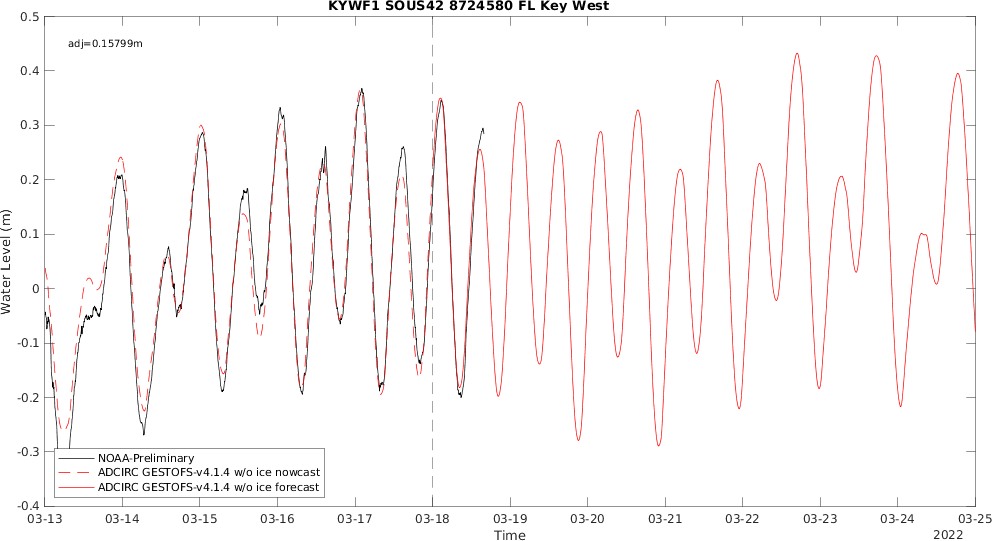 KYWF1 SOUS42 8724580 FL Key West
adj=0.15799m
0.5
0.4
0.3
0.2
0.1
0
-0.1
-0.2
-0.3
-0.4
Water Level (m)
NOAA-Preliminary
ADCIRC GESTOFS-v4.1.4 w/o ice nowcast
ADCIRC GESTOFS-v4.1.4 w/o ice forecast
03-13 03-14 03-15 03-16 03-17 03-18 03-19 03-20 03-21 03-22 03-23 03-24 03-25
Time
2022